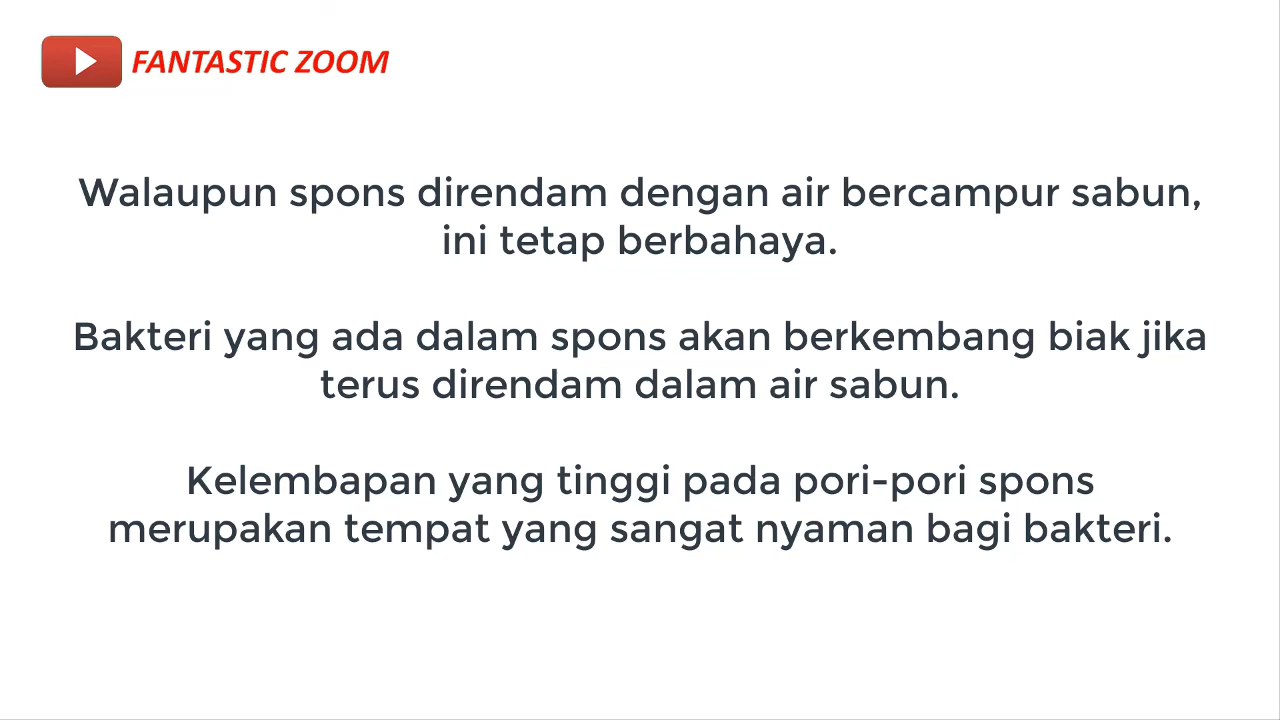 FANTASTIC ZOOM
Walaupun spons direndam dengan air bercampur sabun,
ini tetap berbahaya.
Bakteri yang ada dalam spons akan berkembang biak jika
terus direndam dalam air sabun.
Kelembapan yang tinggi pada pori-pori spons
merupakan tempat yang sangat nyaman bagi bakteri.